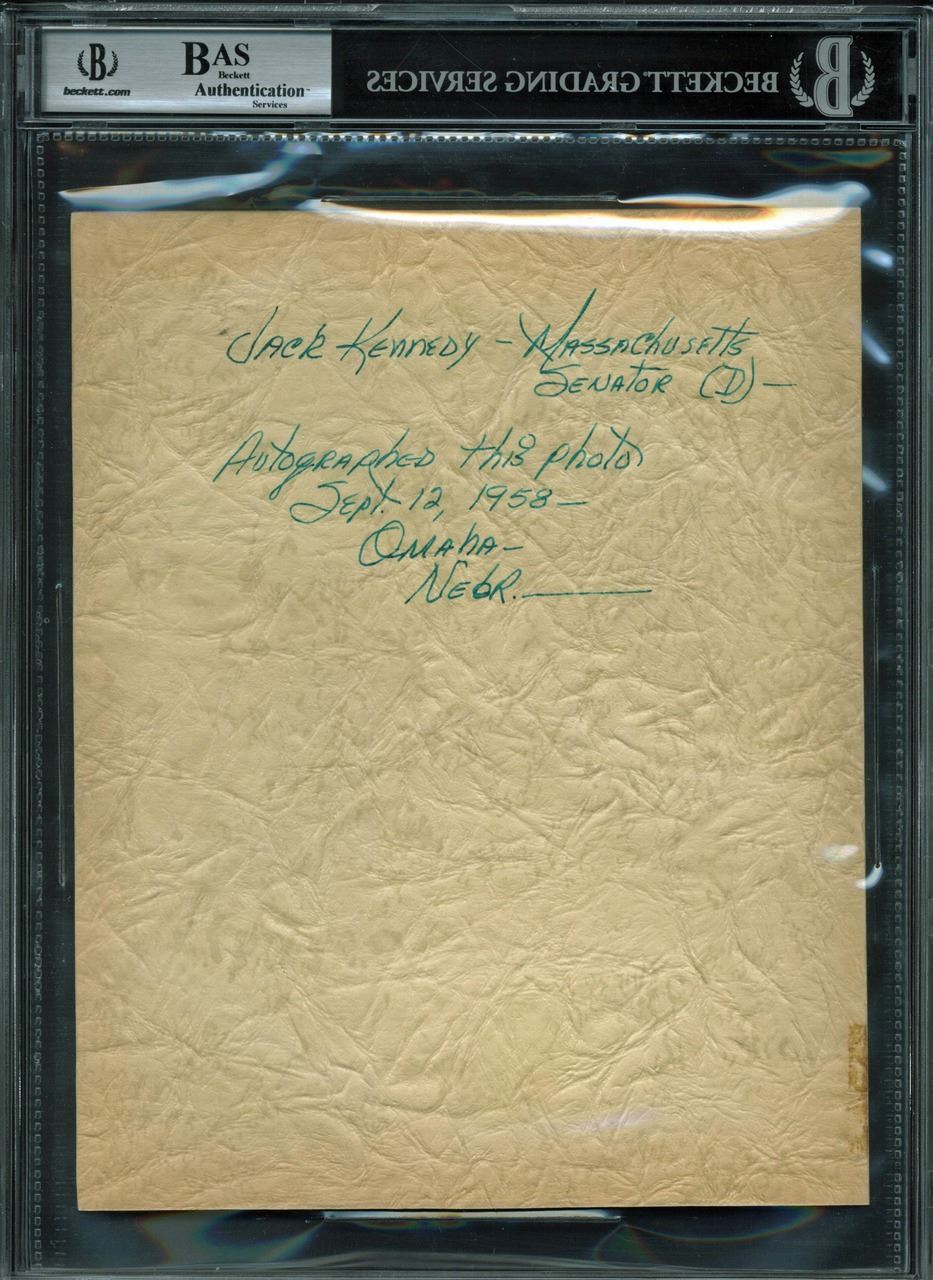 B
beckett.com
BAS
Beckett
Authentication™
Services
BECKETT GRADING SERVICES
B
Jack Kennedy – Massachusetts
Senator (D) –
Autographed this photo
Sept. 12, 1958 –
Omaha –
Nebr. ———